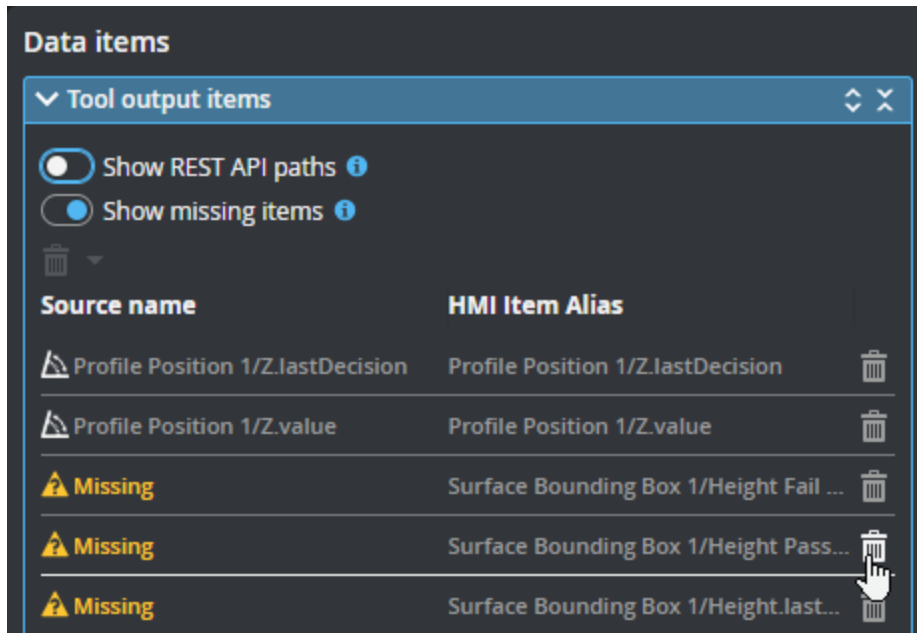 Data items
Tool output items
Show REST API paths
Show missing items
Source name HMI Item Alias
Profile Position 1/Z.lastDecision Profile Position 1/Z.lastDecision
Profile Position 1/Z.value Profile Position 1/Z.value
Missing Surface Bounding Box 1/Height Fail ...
Missing Surface Bounding Box 1/Height Pass...
Missing Surface Bounding Box 1/Height.last...